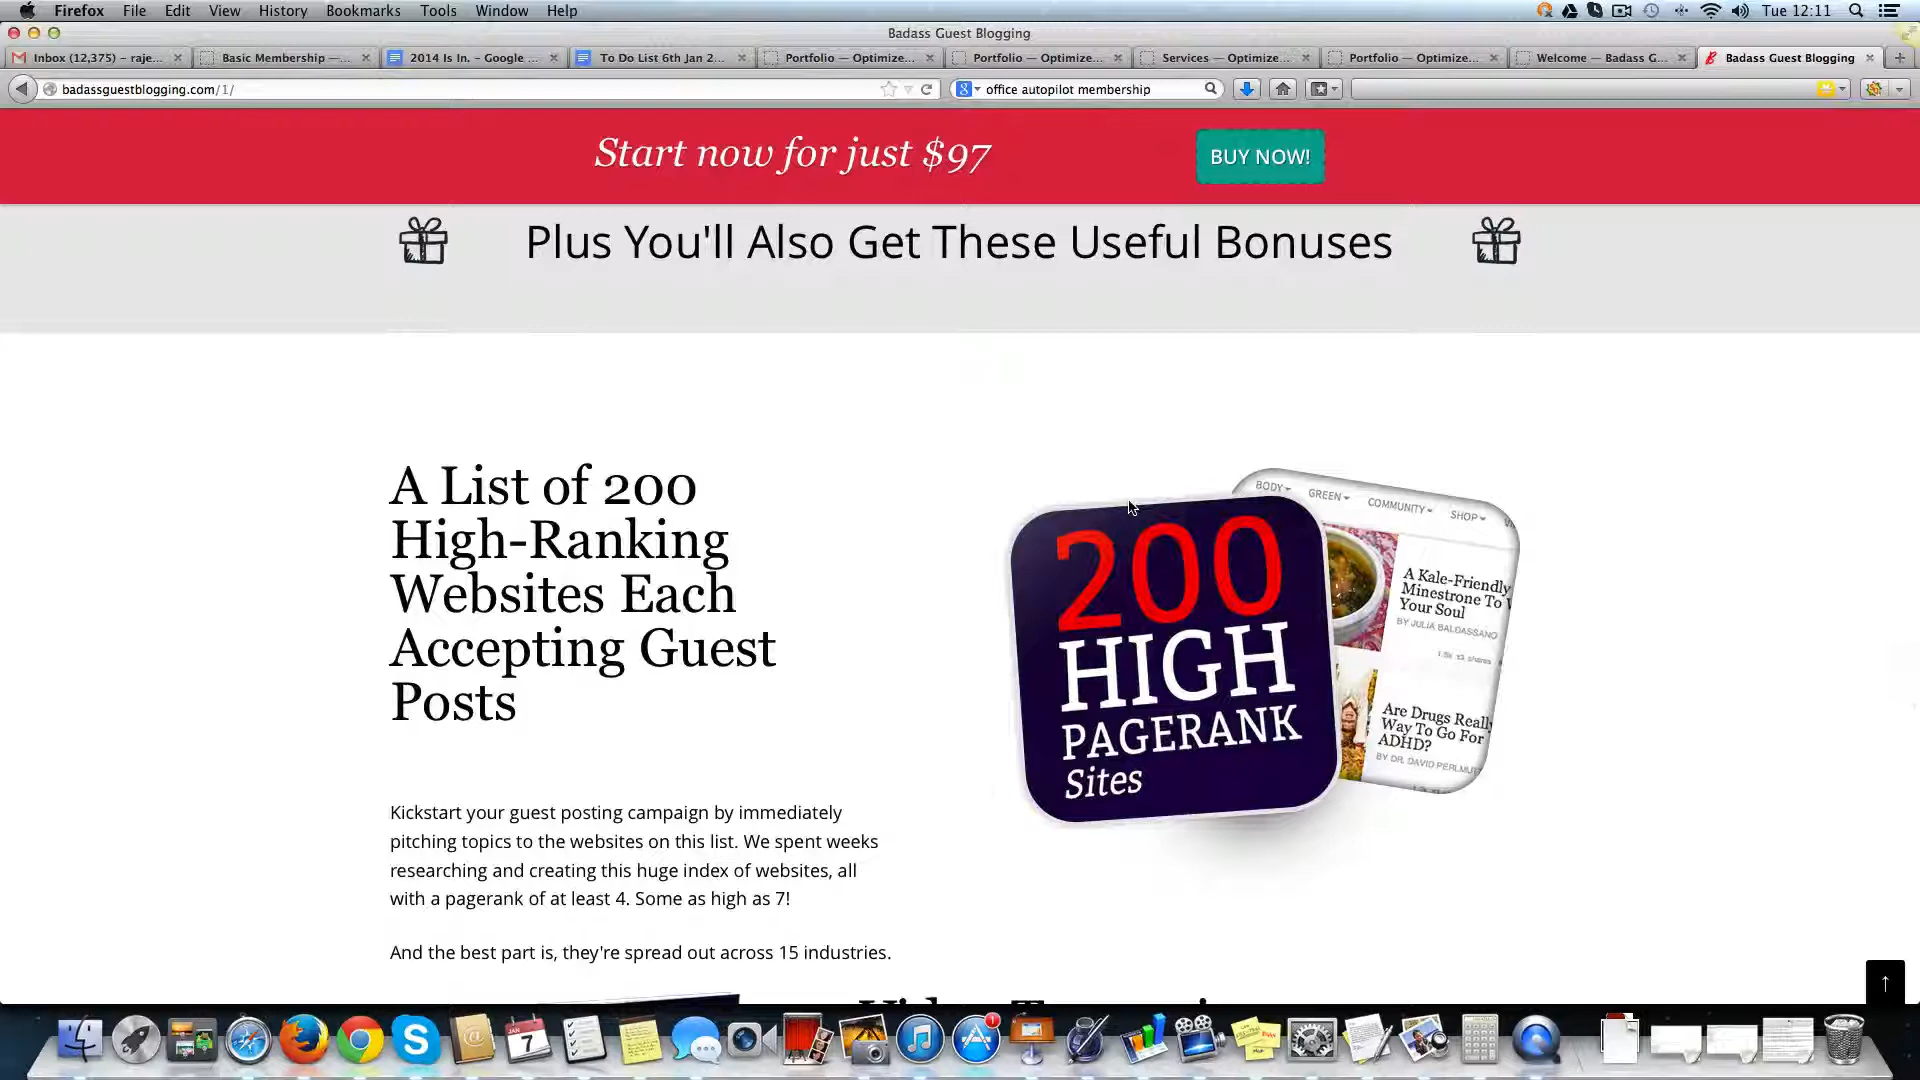 Firefox File Edit View History Bookmarks Tools Window Help Tue 12:11
Badass Guest Blogging
Inbox (12,375) – raje... Basic Membership —... 2014 Is In. – Google ... To Do List 6th Jan 2... Portfolio — Optimize... Portfolio — Optimize... Services — Optimize... Portfolio — Optimize... Welcome — Badass G... Badass Guest Blogging
badassguestblogging.com/1/ office autopilot membership
Start now for just $97
BUY NOW!
Plus You'll Also Get These Useful Bonuses
A List of 200
High-Ranking
Websites Each
Accepting Guest
Posts
BODY GREEN COMMUNITY SHOP
200
HIGH
PAGERANK
Sites
A Kale-Friendly
Minestrone To
Your Soul
BY JULIA BALDASSANO
1.5k 13 shares
Are Drugs Really
Way To Go For
ADHD?
BY DR. DAVID PERLMUT
Kickstart your guest posting campaign by immediately
pitching topics to the websites on this list. We spent weeks
researching and creating this huge index of websites, all
with a pagerank of at least 4. Some as high as 7!
And the best part is, they're spread out across 15 industries.
JAN
7
1